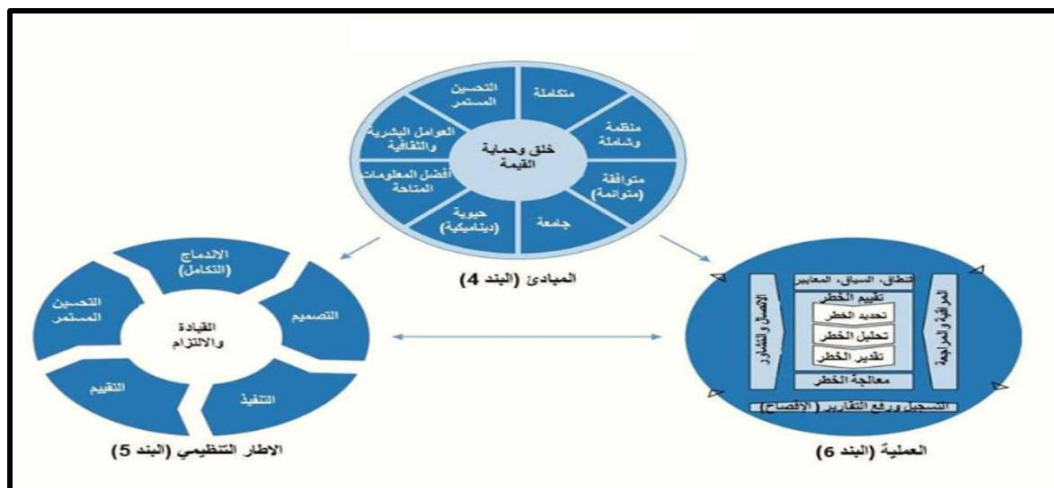 التحسين
المستمر
متكاملة
العوامل البشرية
والثقافية
منظمة
وشاملة
خلق وحماية
القيمة
أفضل المعلومات
المتاحة
متوافقة
(متوائمة)
حيوية
(ديناميكية)
جامعة
المبادئ (البند 4)
الاندماج
(التكامل)
التحسين
المستمر
التصميم
القيادة
والالتزام
التقييم
التنفيذ
الاطار التنظيمي (البند 5)
النطاق، السياق، المعايير
تقييم الخطر
تحديد الخطر
تحليل الخطر
تقدير الخطر
معالجة الخطر
الاتصال والتشاور
المراقبة والمراجعة
التسجيل ورفع التقارير (الإفصاح)
العملية (البند 6)